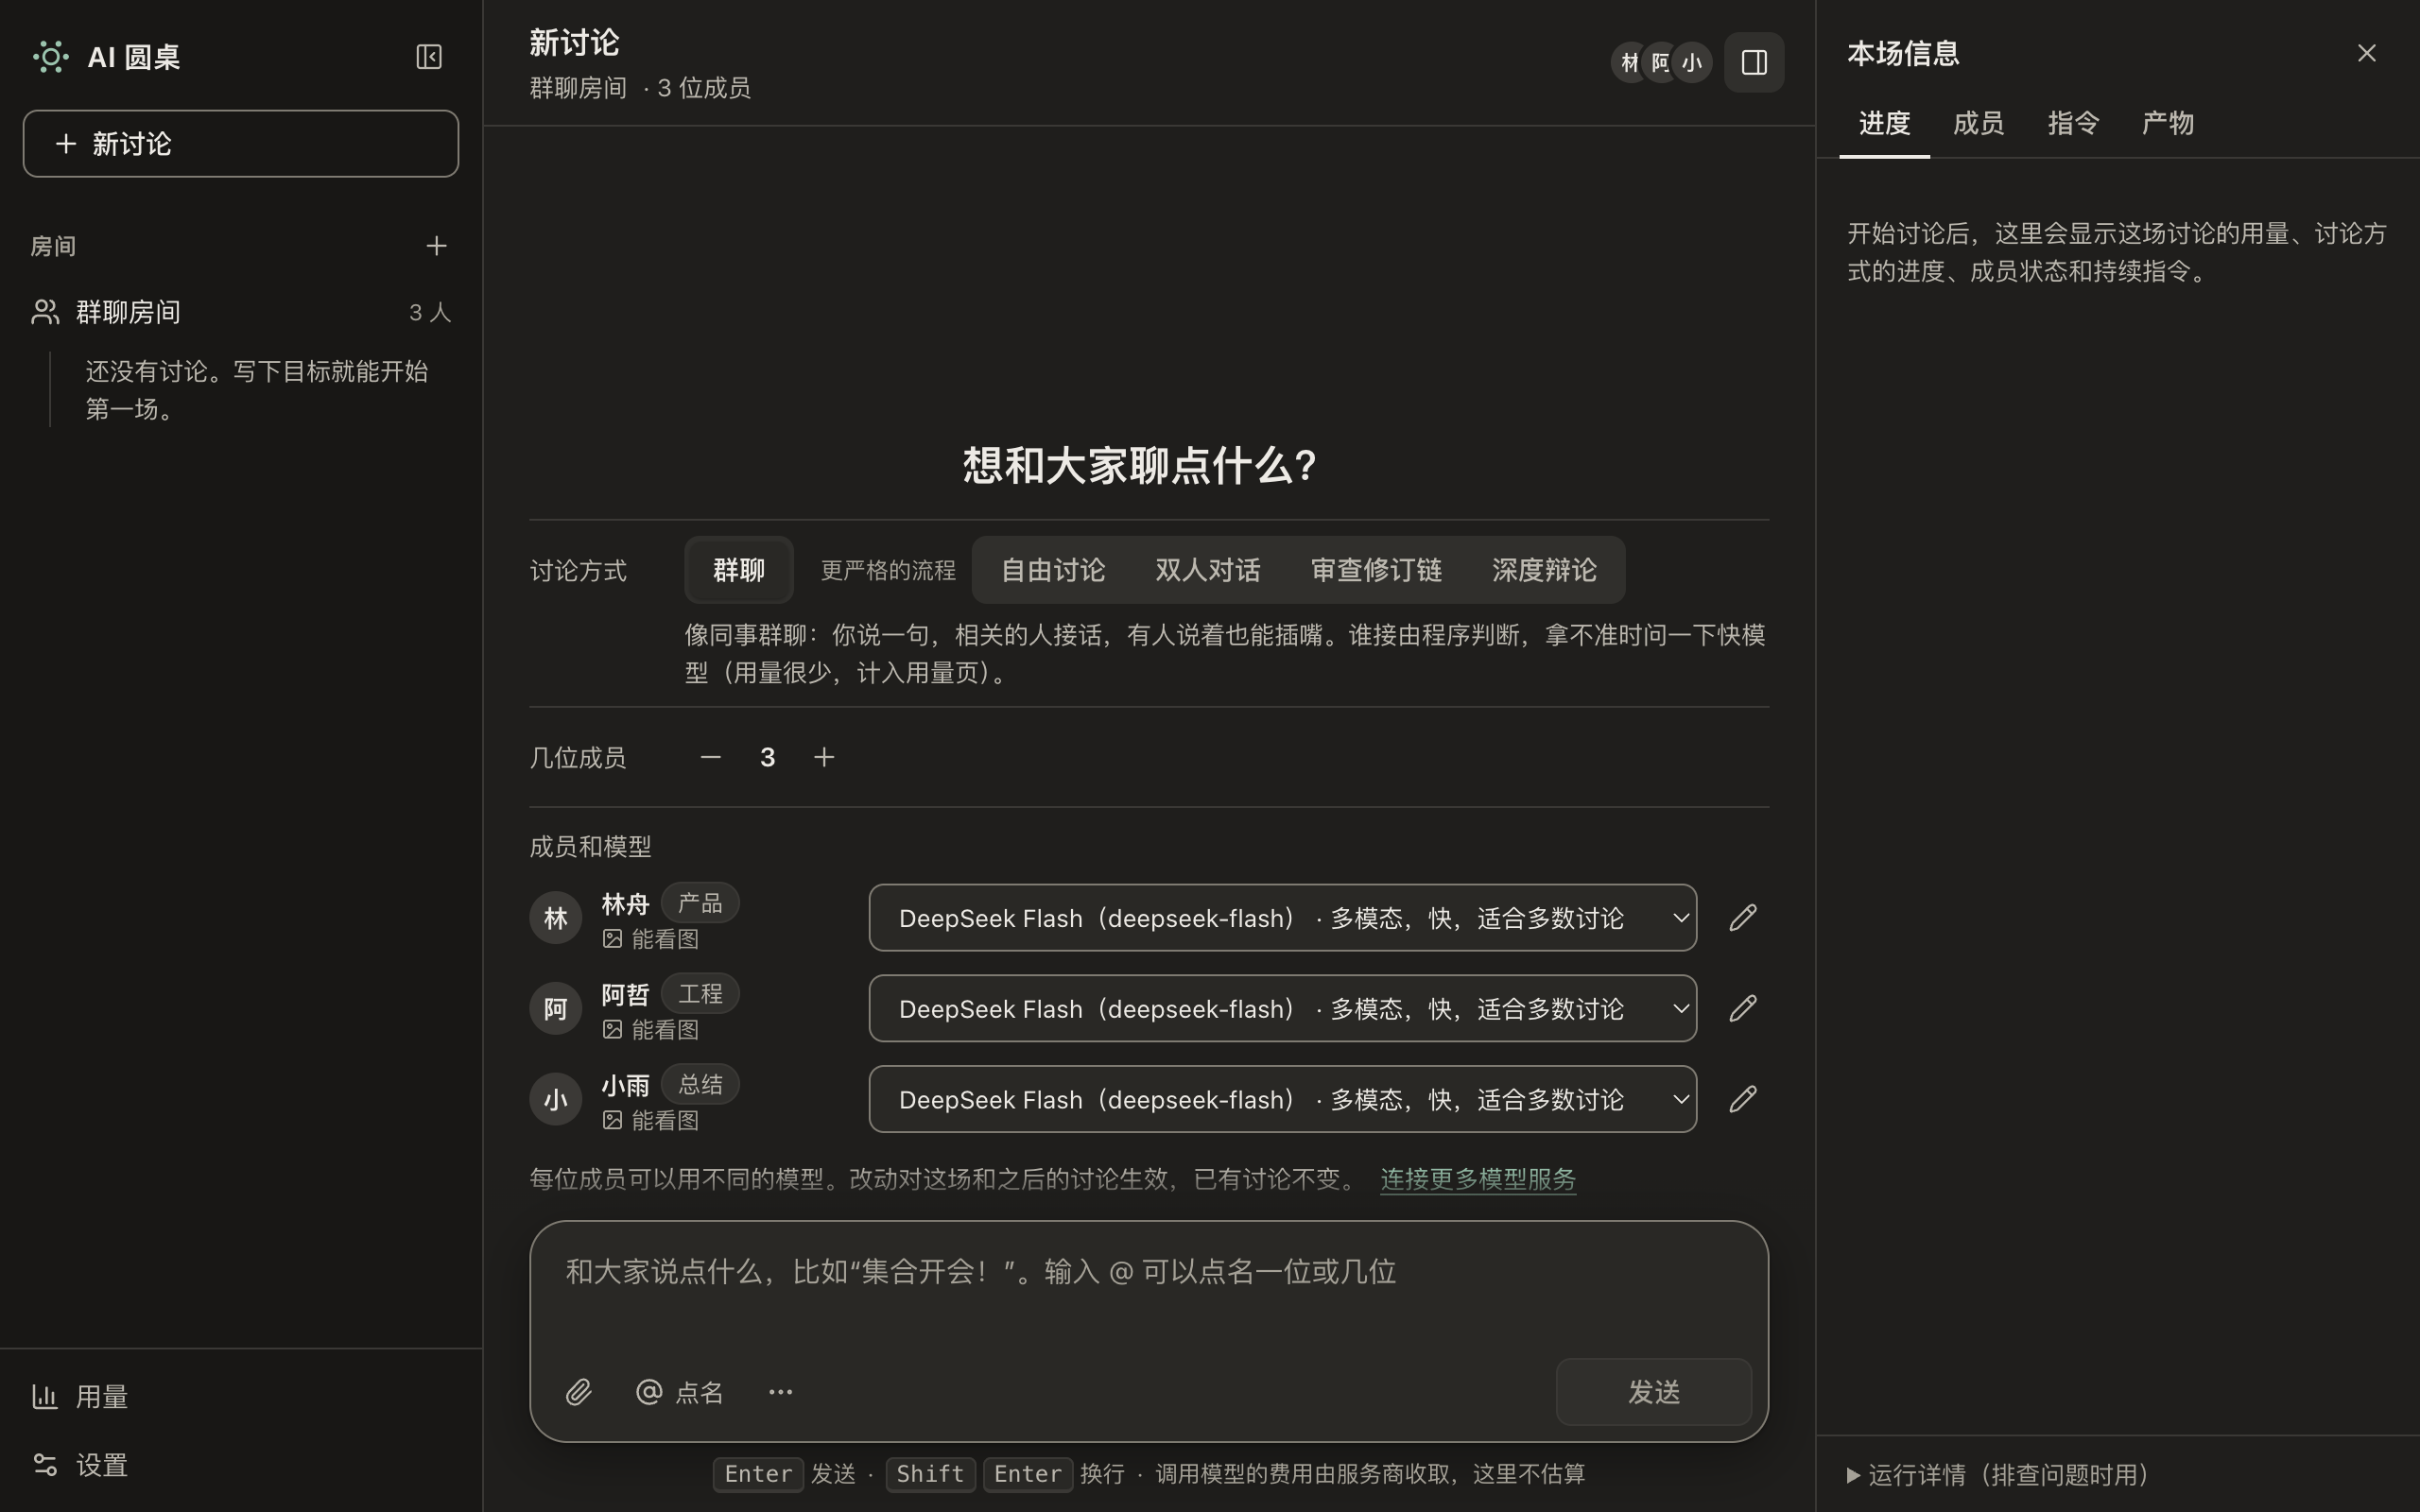 AI 圆桌
新讨论
房间
群聊房间
3 人
还没有讨论。写下目标就能开始
第一场。
用量
设置
新讨论
群聊房间 · 3 位成员
林 阿 小
想和大家聊点什么？
讨论方式
群聊
更严格的流程
自由讨论
双人对话
审查修订链
深度辩论
像同事群聊：你说一句，相关的人接话，有人说着也能插嘴。谁接由程序判断，拿不准时问一下快模
型（用量很少，计入用量页）。
几位成员
3
成员和模型
林
林舟 产品
能看图
DeepSeek Flash（deepseek-flash） · 多模态，快，适合多数讨论
阿
阿哲 工程
能看图
DeepSeek Flash（deepseek-flash） · 多模态，快，适合多数讨论
小
小雨 总结
能看图
DeepSeek Flash（deepseek-flash） · 多模态，快，适合多数讨论
每位成员可以用不同的模型。改动对这场和之后的讨论生效，已有讨论不变。 连接更多模型服务
和大家说点什么，比如“集合开会！”。输入 @ 可以点名一位或几位
@ 点名
发送
Enter 发送 · Shift Enter 换行 · 调用模型的费用由服务商收取，这里不估算
本场信息
进度
成员
指令
产物
开始讨论后，这里会显示这场讨论的用量、讨论方
式的进度、成员状态和持续指令。
运行详情（排查问题时用）